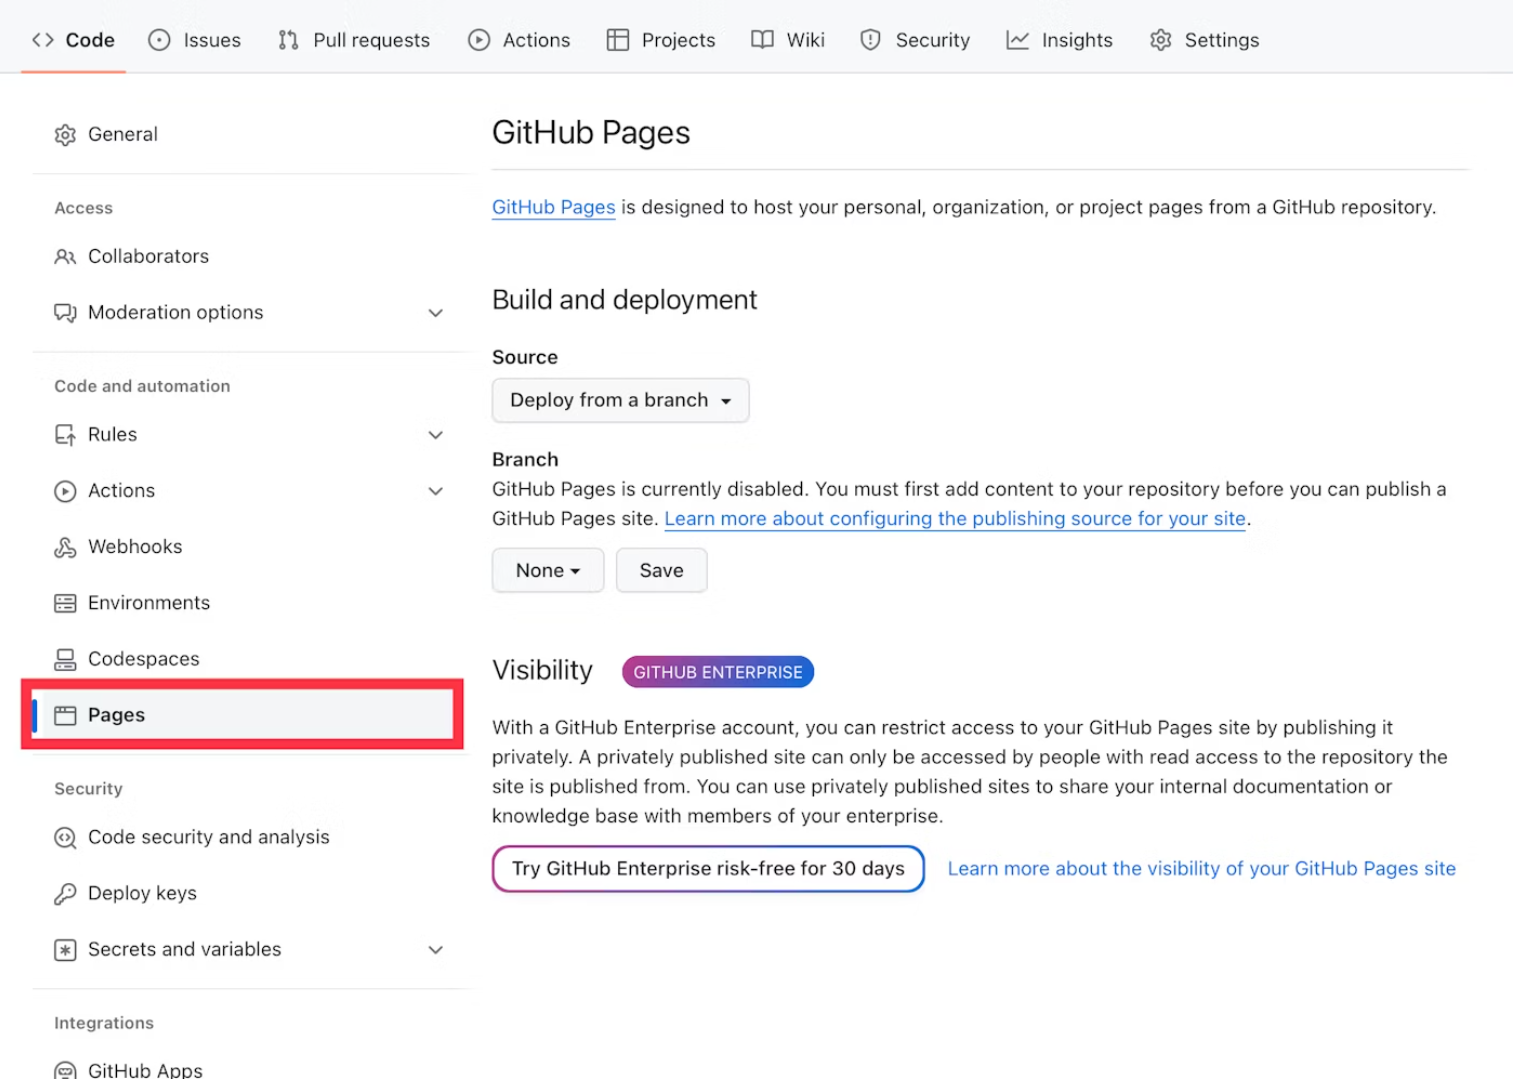 Code
Issues
Pull requests
Actions
Projects
Wiki
Security
Insights
Settings
General
Access
Collaborators
Moderation options
Code and automation
Rules
Actions
Webhooks
Environments
Codespaces
Pages
Security
Code security and analysis
Deploy keys
Secrets and variables
Integrations
GitHub Apps
GitHub Pages
GitHub Pages is designed to host your personal, organization, or project pages from a GitHub repository.
Build and deployment
Source
Deploy from a branch
Branch
GitHub Pages is currently disabled. You must first add content to your repository before you can publish a
GitHub Pages site. Learn more about configuring the publishing source for your site.
None
Save
Visibility
GITHUB ENTERPRISE
With a GitHub Enterprise account, you can restrict access to your GitHub Pages site by publishing it
privately. A privately published site can only be accessed by people with read access to the repository the
site is published from. You can use privately published sites to share your internal documentation or
knowledge base with members of your enterprise.
Try GitHub Enterprise risk-free for 30 days
Learn more about the visibility of your GitHub Pages site